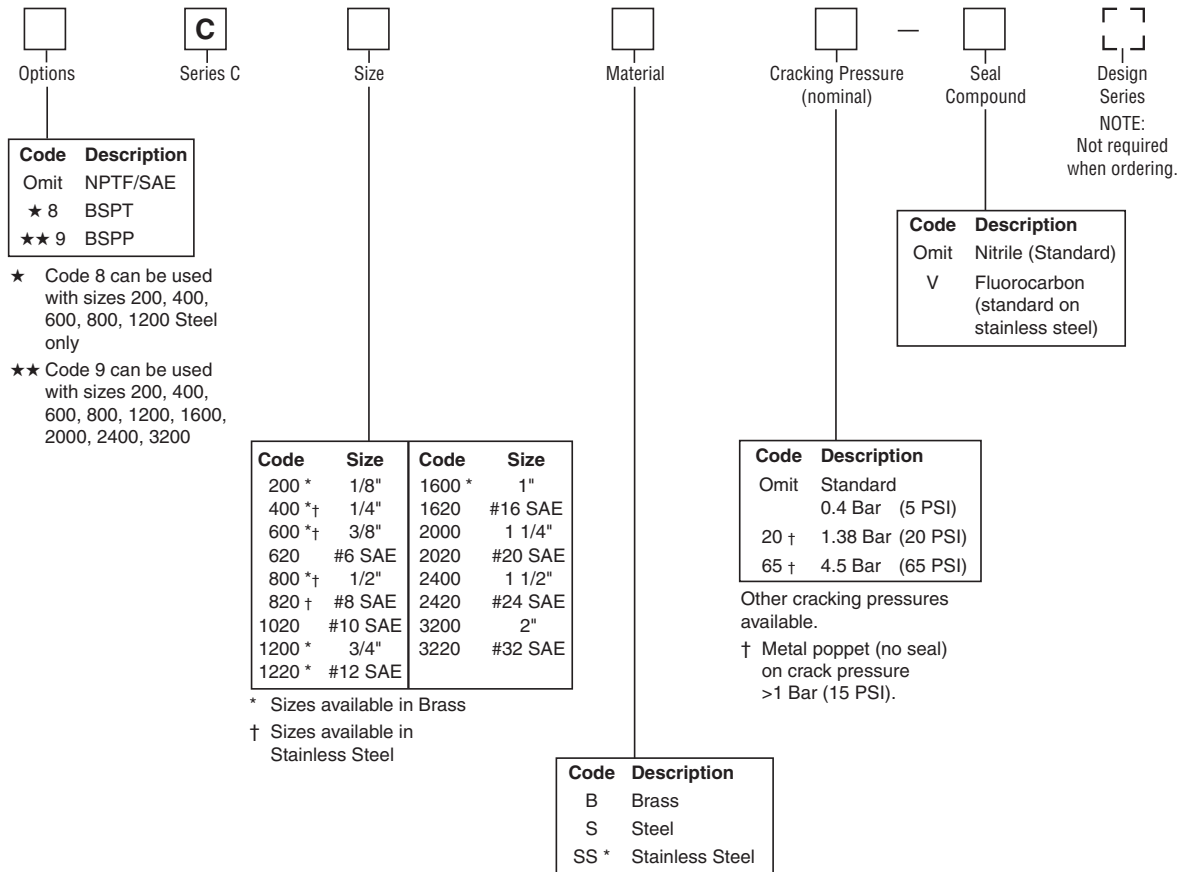 C
—
Options
Series C
Size
Material
Cracking Pressure
(nominal)
Seal
Compound
Design
Series
NOTE:
Not required
when ordering.
Code Description
Omit NPTF/SAE
★ 8 BSPT
★★ 9 BSPP
★ Code 8 can be used
with sizes 200, 400,
600, 800, 1200 Steel
only
★★ Code 9 can be used
with sizes 200, 400,
600, 800, 1200, 1600,
2000, 2400, 3200
Code Size Code Size
200 * 1/8" 1600 * 1"
400 *† 1/4" 1620 #16 SAE
600 *† 3/8" 2000 1 1/4"
620 #6 SAE 2020 #20 SAE
800 *† 1/2" 2400 1 1/2"
820 † #8 SAE 2420 #24 SAE
1020 #10 SAE 3200 2"
1200 * 3/4" 3220 #32 SAE
1220 * #12 SAE
* Sizes available in Brass
† Sizes available in
Stainless Steel
Code Description
B Brass
S Steel
SS * Stainless Steel
Code Description
Omit Standard
0.4 Bar (5 PSI)
20 † 1.38 Bar (20 PSI)
65 † 4.5 Bar (65 PSI)
Other cracking pressures
available.
† Metal poppet (no seal)
on crack pressure
>1 Bar (15 PSI).
Code Description
Omit Nitrile (Standard)
V Fluorocarbon
(standard on
stainless steel)